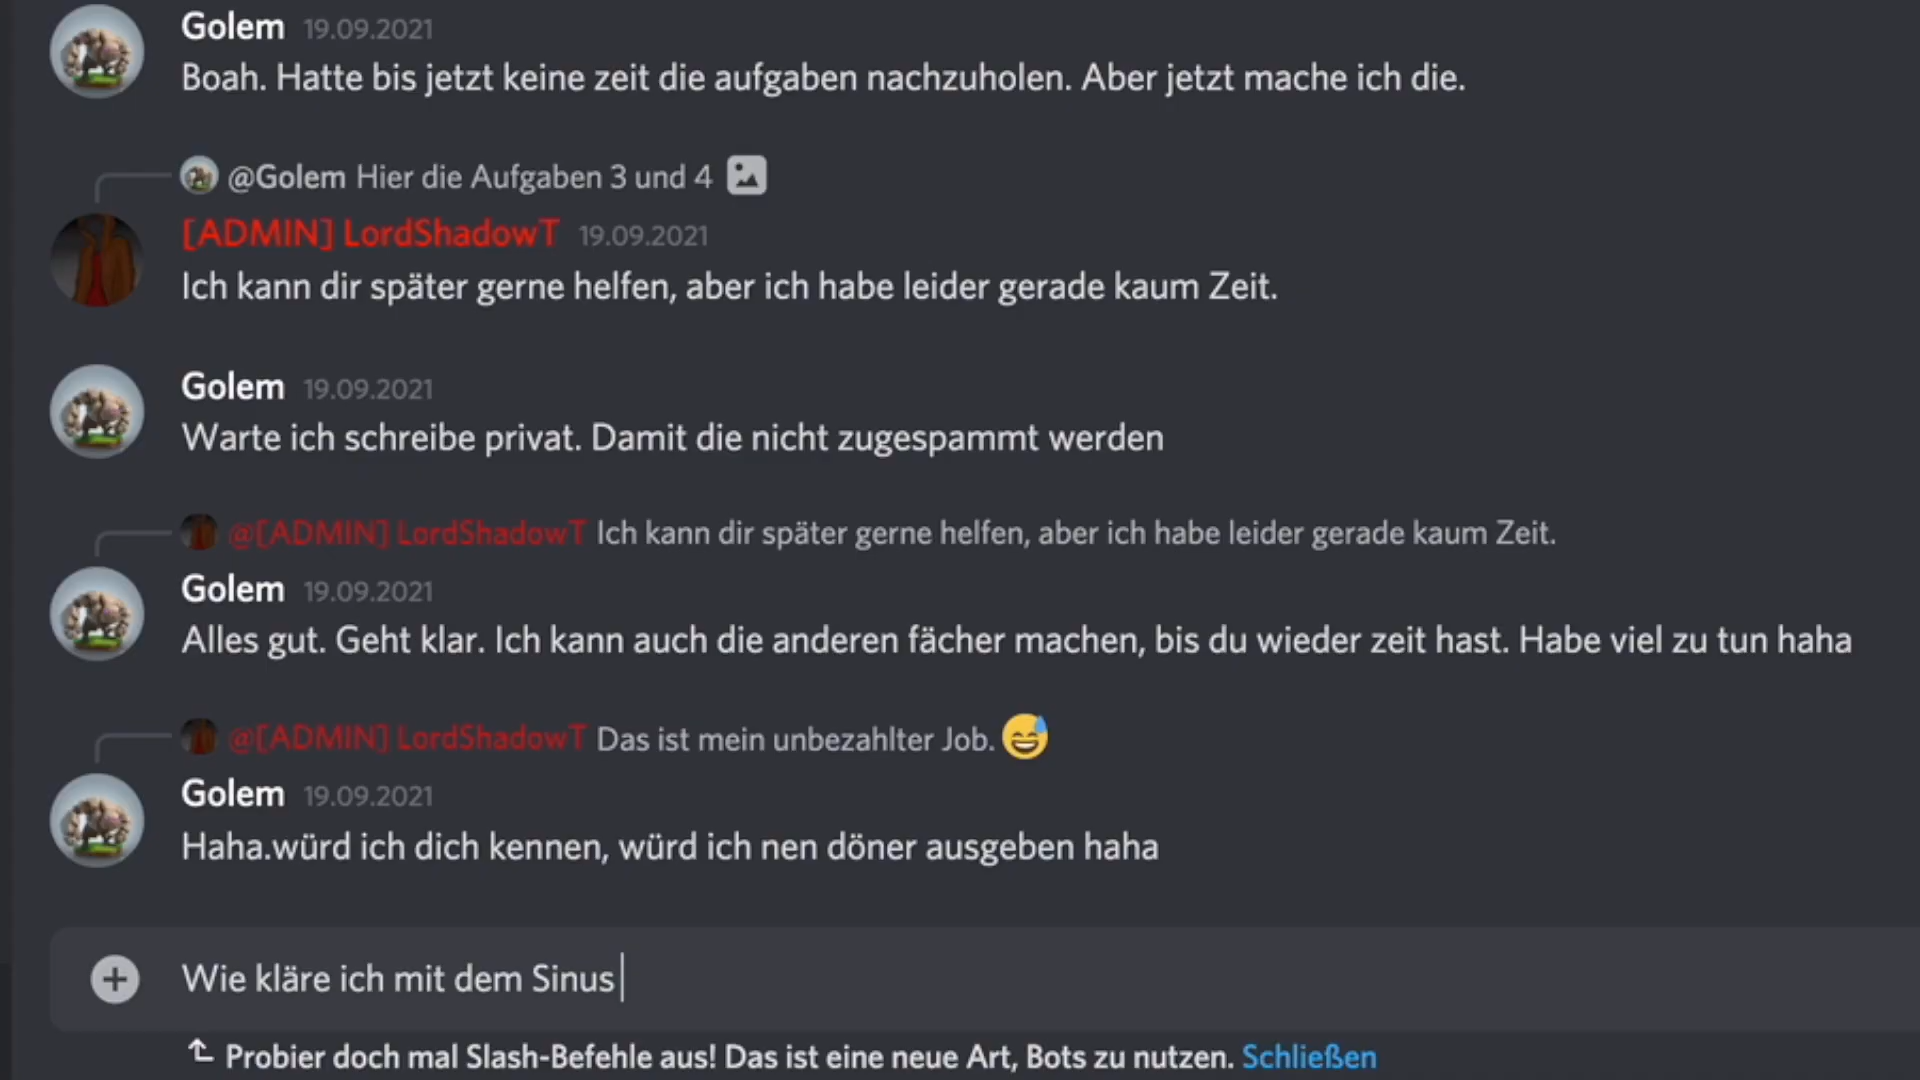 Golem 19.09.2021
Boah. Hatte bis jetzt keine zeit die aufgaben nachzuholen. Aber jetzt mache ich die.
@Golem Hier die Aufgaben 3 und 4
[ADMIN] LordShadowT 19.09.2021
Ich kann dir später gerne helfen, aber ich habe leider gerade kaum Zeit.
Golem 19.09.2021
Warte ich schreibe privat. Damit die nicht zugespammt werden
@[ADMIN] LordShadowT Ich kann dir später gerne helfen, aber ich habe leider gerade kaum Zeit.
Golem 19.09.2021
Alles gut. Geht klar. Ich kann auch die anderen fächer machen, bis du wieder zeit hast. Habe viel zu tun haha
@[ADMIN] LordShadowT Das ist mein unbezahlter Job. 😅
Golem 19.09.2021
Haha.würd ich dich kennen, würd ich nen döner ausgeben haha
Wie kläre ich mit dem Sinus
Probier doch mal Slash-Befehle aus! Das ist eine neue Art, Bots zu nutzen. Schließen